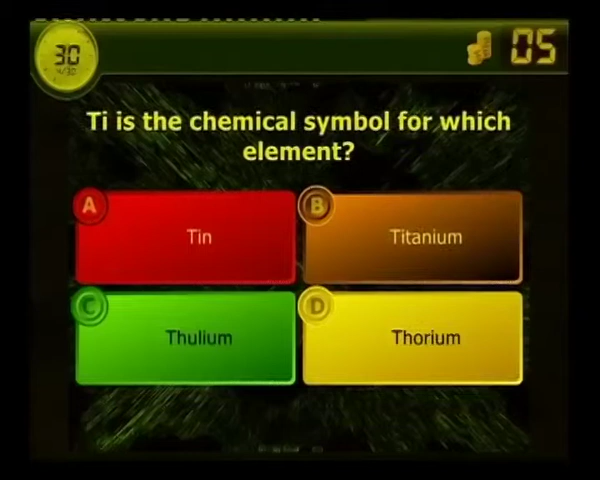 30
05
Ti is the chemical symbol for which
element?
A
Tin
B
Titanium
C
Thulium
D
Thorium